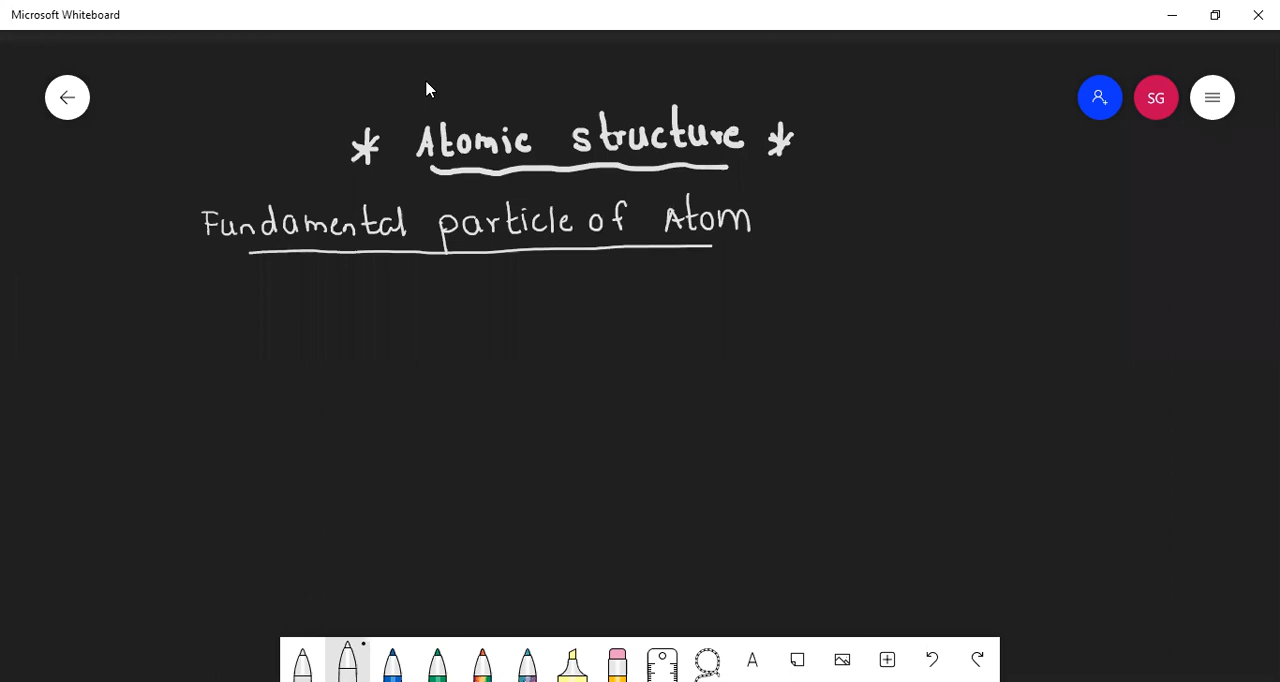 Microsoft Whiteboard
SG
* Atomic structure *
Fundamental particle of Atom
A